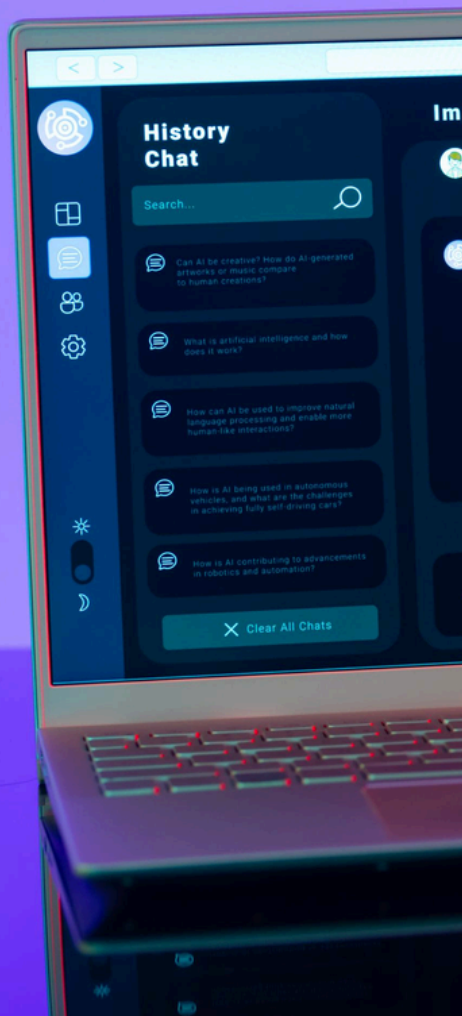 < >
History
Chat
Search...
Can AI be creative? How do AI-generated
artworks or music compare
to human creations?
What is artificial intelligence and how
does it work?
How can AI be used to improve natural
language processing and enable more
human-like interactions?
How is AI being used in autonomous
vehicles, and what are the challenges
in achieving fully self-driving cars?
How is AI contributing to advancements
in robotics and automation?
Clear All Chats
Im